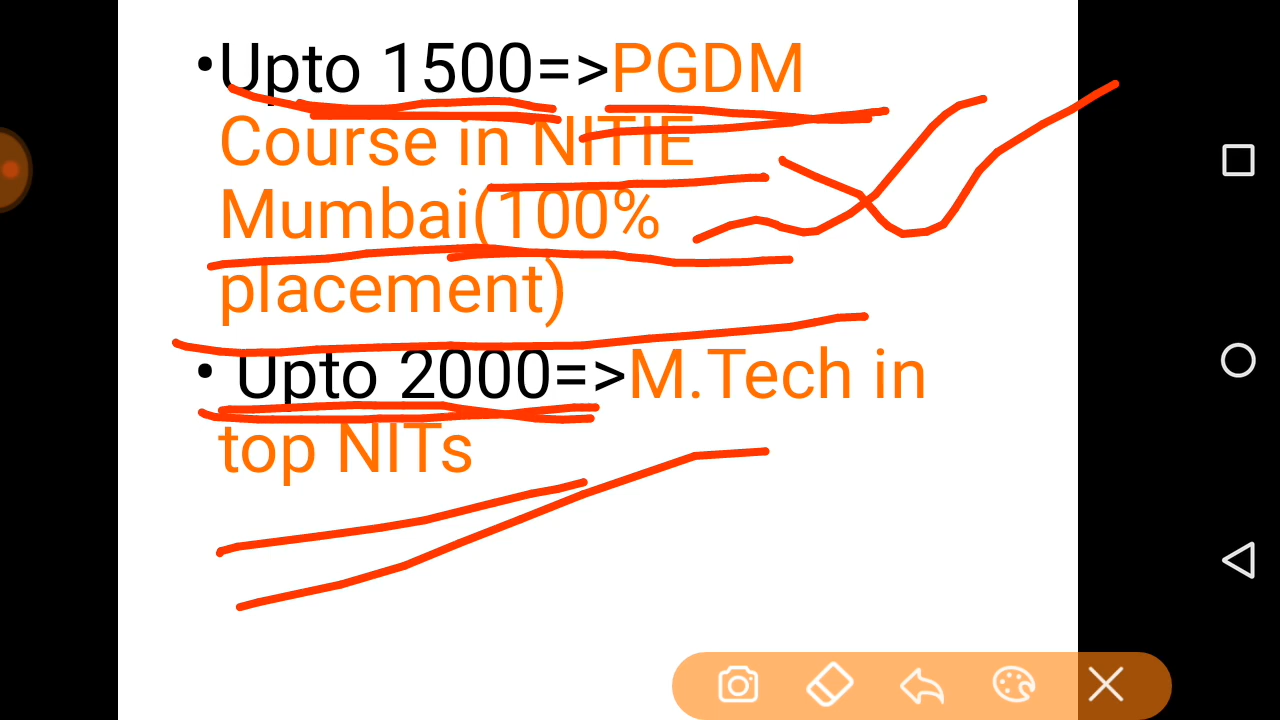 •Upto 1500=>PGDM
Course in NITIE
Mumbai(100%
placement)
• Upto 2000=>M.Tech in
top NITs